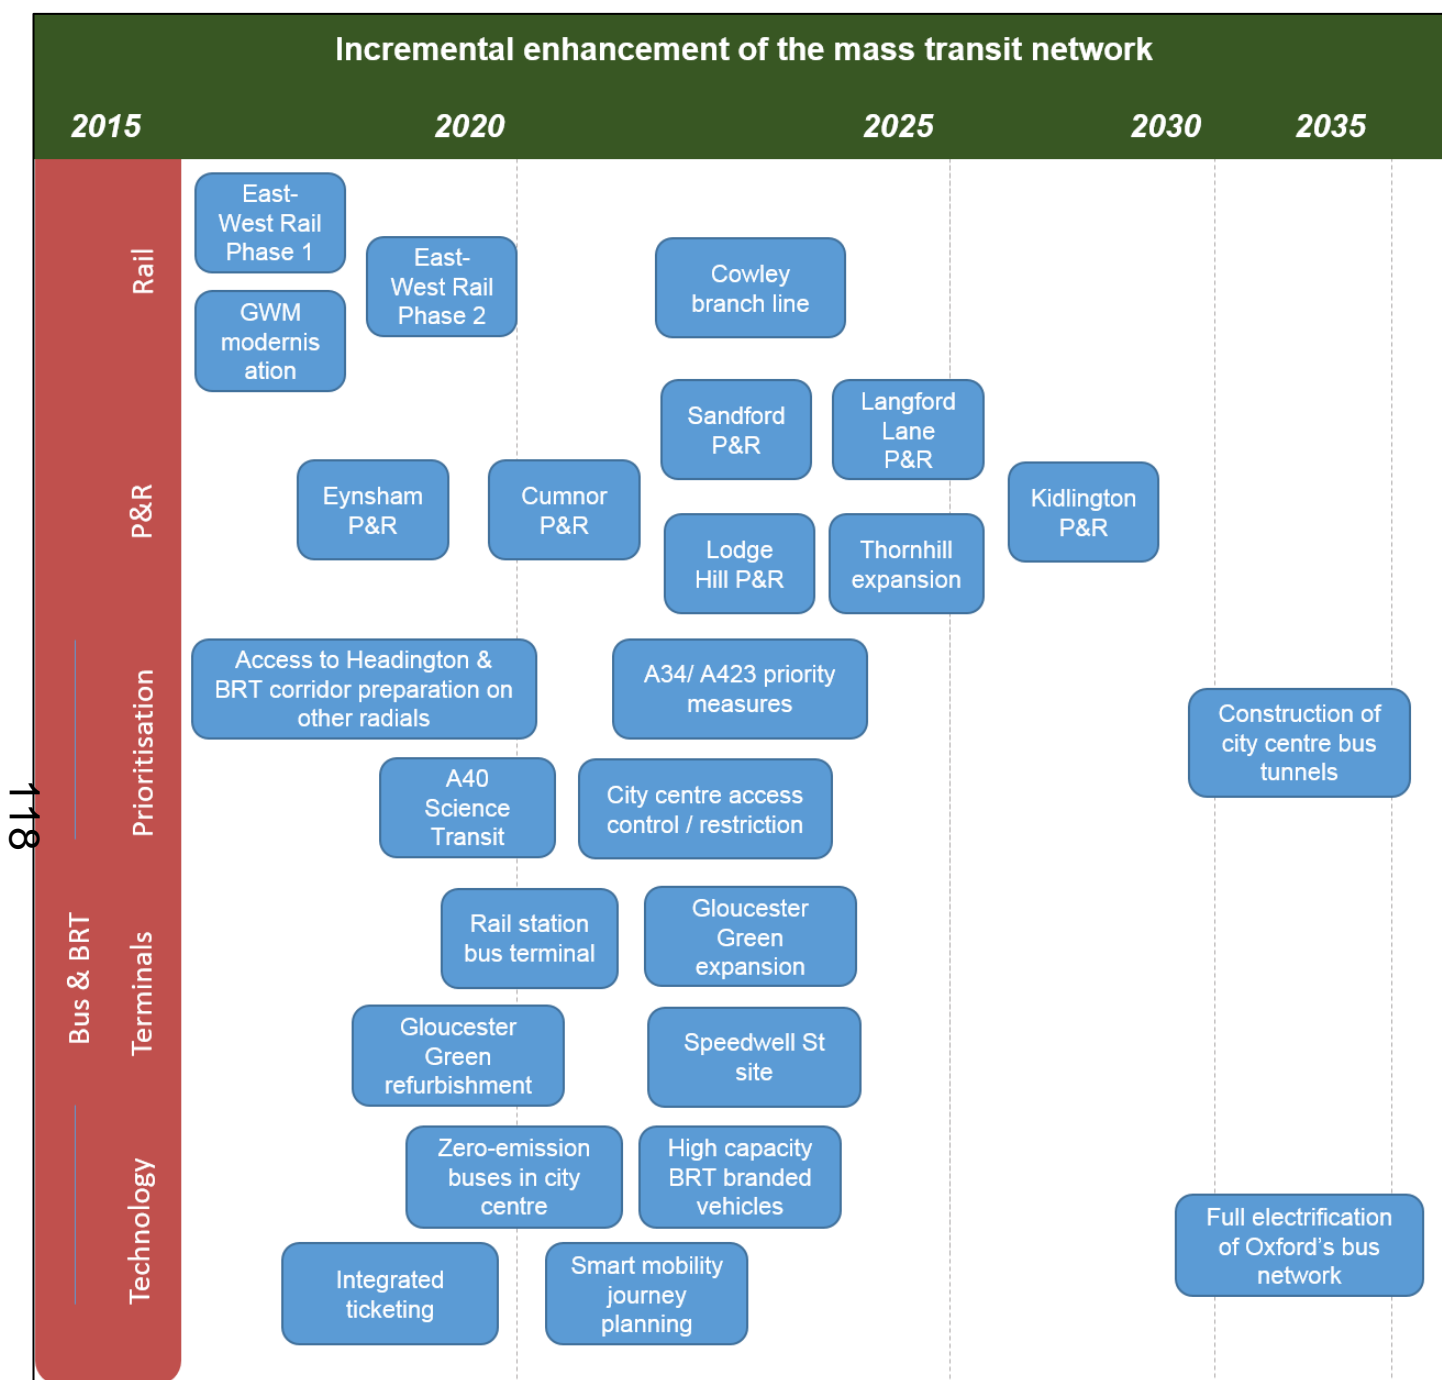 Incremental enhancement of the mass transit network
2015 2020 2025 2030 2035
Rail
East-
West Rail
Phase 1
GWM
modernis
ation
East-
West Rail
Phase 2
Cowley
branch line
P&R
Eynsham
P&R
Cumnor
P&R
Sandford
P&R
Lodge
Hill P&R
Langford
Lane
P&R
Thornhill
expansion
Kidlington
P&R
Bus & BRT
Prioritisation
Access to Headington &
BRT corridor preparation on
other radials
A40
Science
Transit
A34/ A423 priority
measures
City centre access
control / restriction
Construction of
city centre bus
tunnels
Terminals
Rail station
bus terminal
Gloucester
Green
refurbishment
Gloucester
Green
expansion
Speedwell St
site
Technology
Zero-emission
buses in city
centre
Integrated
ticketing
High capacity
BRT branded
vehicles
Smart mobility
journey
planning
Full electrification
of Oxford's bus
network
118